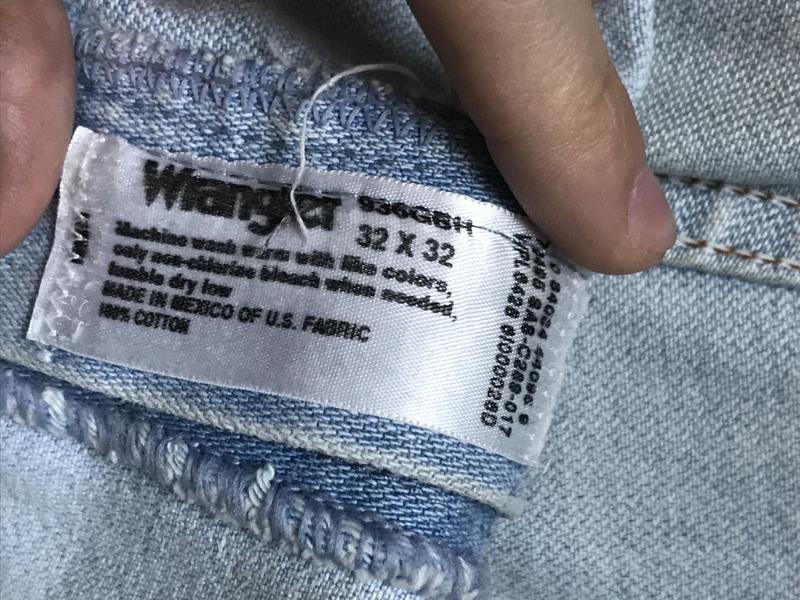 Wrangler
936GBH
32 X 32
Machine wash warm with like colors,
only non-chlorine bleach when needed,
tumble dry low
MADE IN MEXICO OF U.S. FABRIC
100% COTTON
WPL8426